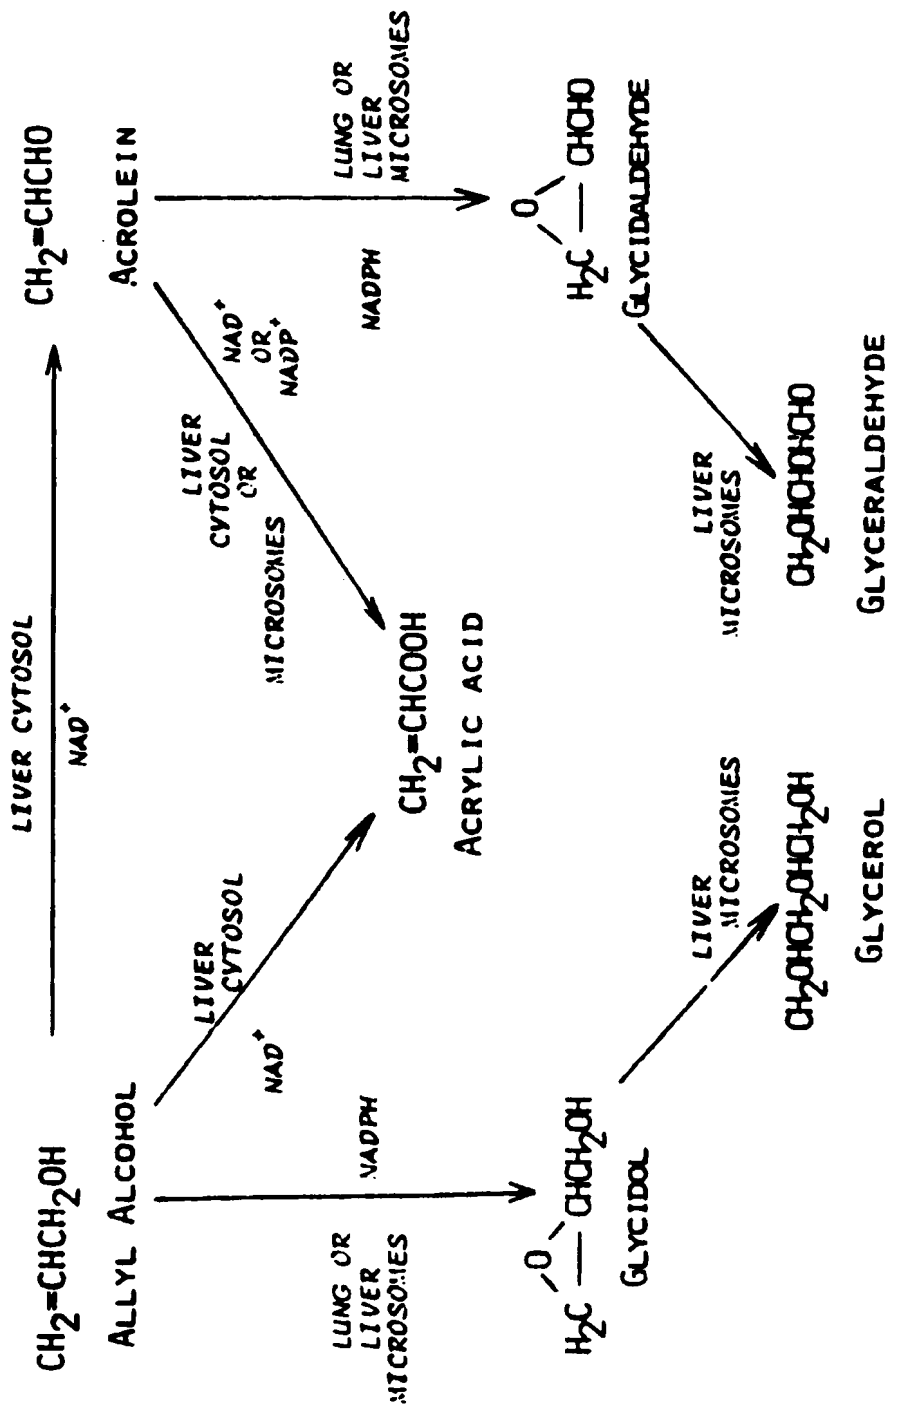 LIVER CYTOSOL
CH₂=CHCH₂OH
CH₂=CHCHO
NAD⁺
ALLYL ALCOHOL
ACROLEIN
LIVER
CYTOSOL
NAD⁺
LIVER
CYTOSOL
OR
MICROSOMES
NAD⁺
OR
NADP⁺
LUNG OR
LIVER
MICROSOMES
NADPH
NADPH
LUNG OR
LIVER
MICROSOMES
CH₂=CHCOOH
ACRYLIC ACID
O
H₂C — CHCH₂OH
GLYCIDOL
O
H₂C — CHCHO
GLYCIDALDEHYDE
LIVER
MICROSOMES
LIVER
MICROSOMES
CH₂OHCH₂OHCH₂OH
GLYCEROL
CH₂OHCHOHCHO
GLYCERALDEHYDE